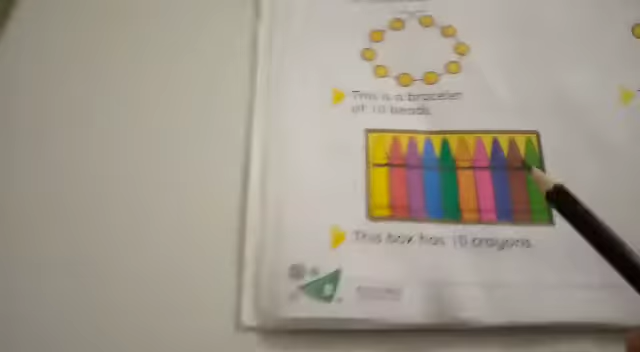 This is a bracelet
of 10 beads.
This box has 10 crayons.